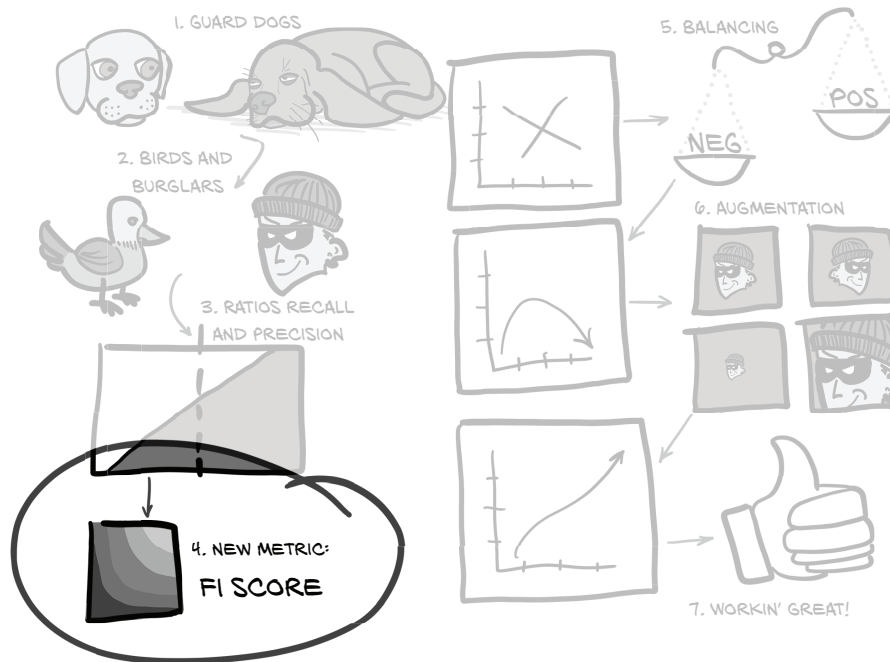 1. GUARD DOGS
2. BIRDS AND
BURGLARS
3. RATIOS RECALL
AND PRECISION
4. NEW METRIC:
F1 SCORE
5. BALANCING
NEG
POS
6. AUGMENTATION
7. WORKIN' GREAT!